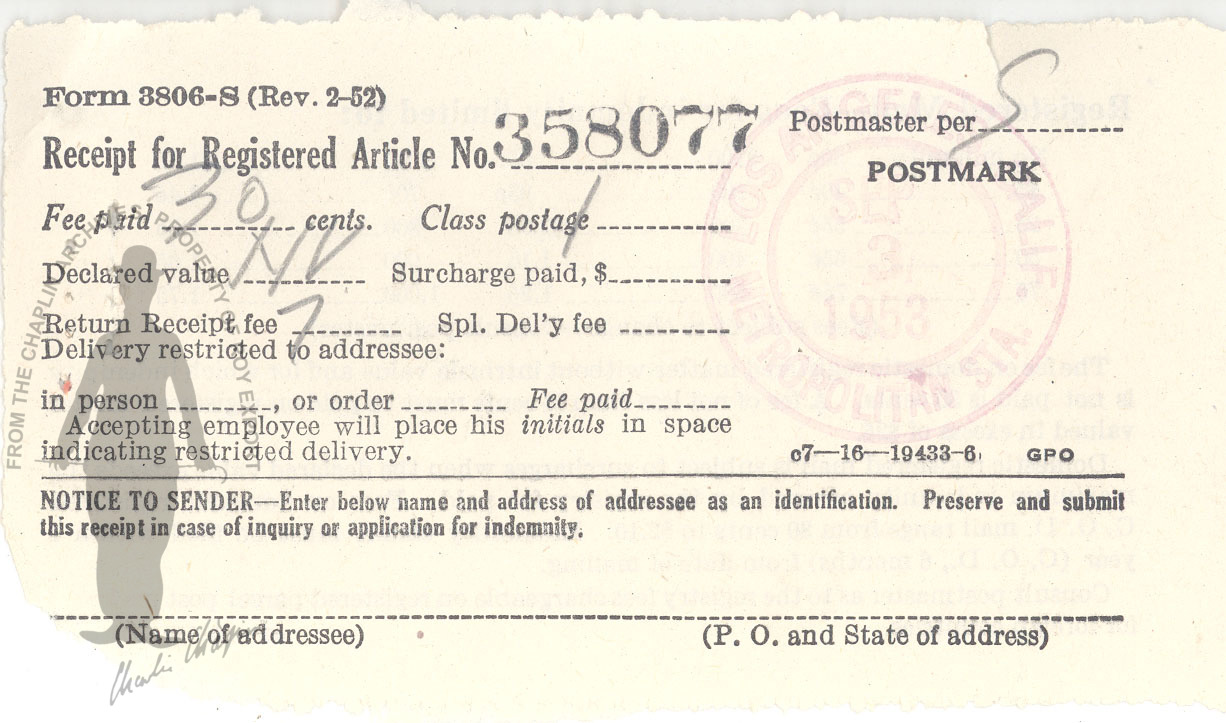 Form 3806-S (Rev. 2-52)
Receipt for Registered Article No. 358077
Postmaster per S
POSTMARK
Fee paid 30 cents. Class postage 1
Declared value NV Surcharge paid, $
Return Receipt fee 7 Spl. Del'y fee
Delivery restricted to addressee:
in person , or order Fee paid
Accepting employee will place his initials in space
indicating restricted delivery.
c7—16—19433-6 GPO
LOS ANGELES, CALIF.
SEP
3
1953
METROPOLITAN STA.
NOTICE TO SENDER—Enter below name and address of addressee as an identification. Preserve and submit
this receipt in case of inquiry or application for indemnity.
(Name of addressee) (P. O. and State of address)
FROM THE CHAPLIN ARCHIVES. PROPERTY OF ROY EXPORT
Charlie Chaplin